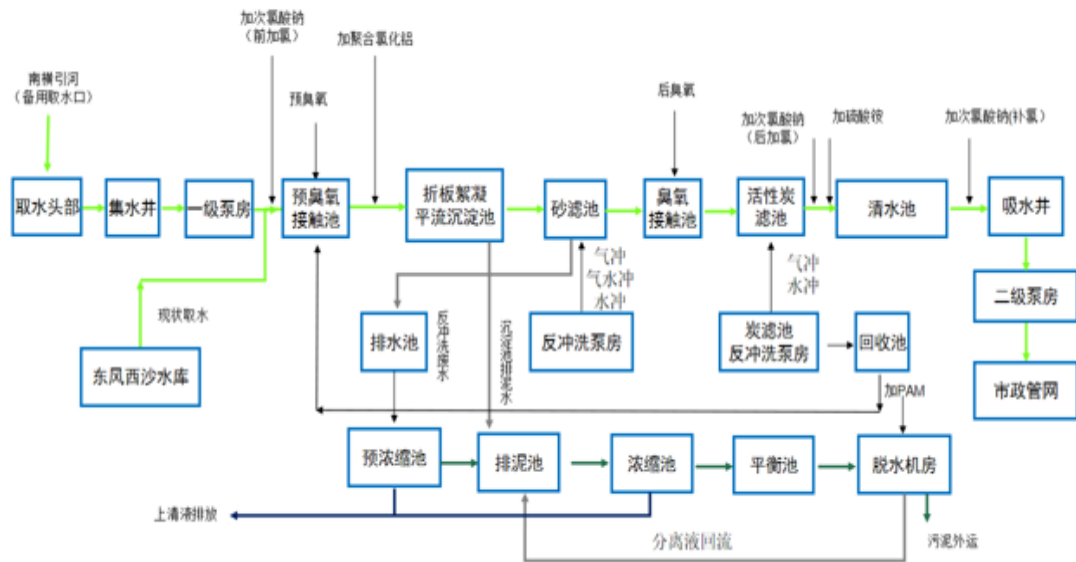 加次氯酸钠
（前加氯）
加聚合氯化铝
南横引河
（备用取水口）
预臭氧
后臭氧
加次氯酸钠
（后加氯）
加硫酸铵
加次氯酸钠(补氯）
取水头部
集水井
一级泵房
预臭氧
接触池
折板絮凝
平流沉淀池
砂滤池
臭氧
接触池
活性炭
滤池
清水池
吸水井
气冲
气水冲
水冲
气冲
水冲
现状取水
东风西沙水库
排水池
反冲洗废水
沉淀池排泥水
反冲洗泵房
炭滤池
反冲洗泵房
回收池
二级泵房
市政管网
加PAM
预浓缩池
排泥池
浓缩池
平衡池
脱水机房
上清液排放
分离液回流
污泥外运